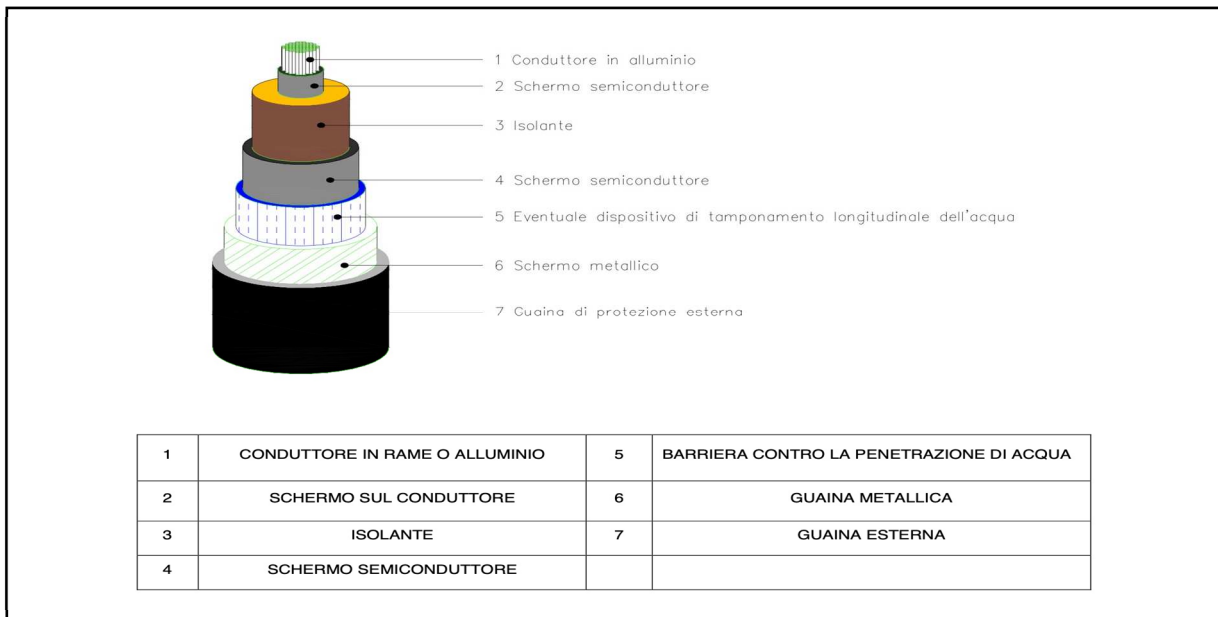 1 Conduttore in alluminio
2 Schermo semiconduttore
3 Isolante
4 Schermo semiconduttore
5 Eventuale dispositivo di tamponamento longitudinale dell'acqua
6 Schermo metallico
7 Guaina di protezione esterna
1 CONDUTTORE IN RAME O ALLUMINIO 5 BARRIERA CONTRO LA PENETRAZIONE DI ACQUA
2 SCHERMO SUL CONDUTTORE 6 GUAINA METALLICA
3 ISOLANTE 7 GUAINA ESTERNA
4 SCHERMO SEMICONDUTTORE